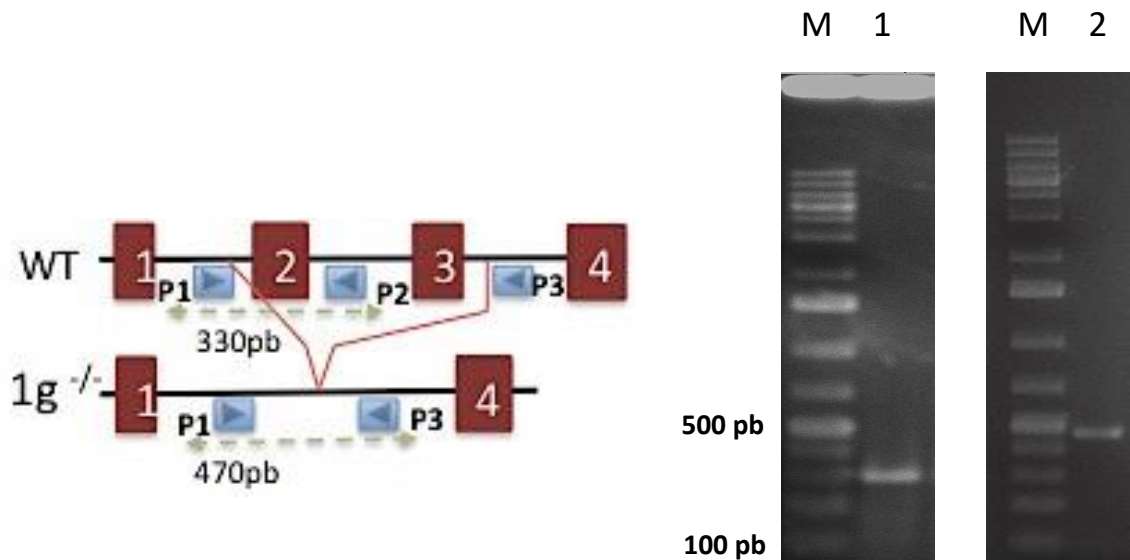 M 1 M 2
WT 1 2 3 4
P1 P2 P3
330pb
1g -/- 1 4
P1 P3
470pb
500 pb
100 pb